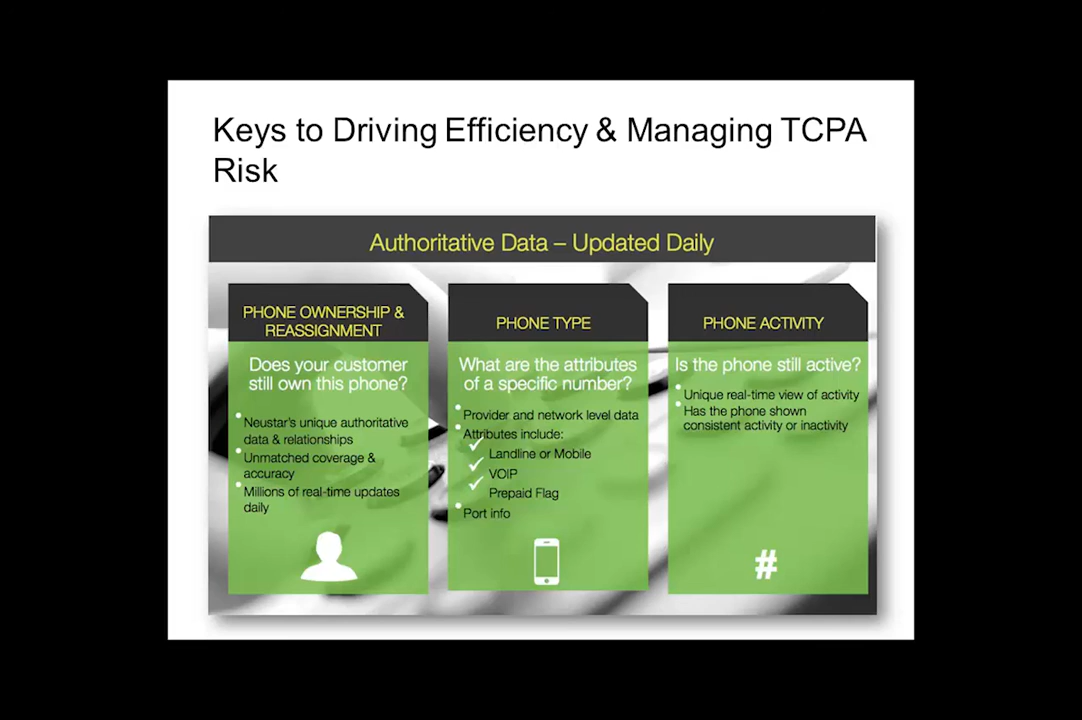 Keys to Driving Efficiency & Managing TCPA
Risk
Authoritative Data – Updated Daily
PHONE OWNERSHIP &
REASSIGNMENT
Does your customer
still own this phone?
Neustar's unique authoritative
data & relationships
Unmatched coverage &
accuracy
Millions of real-time updates
daily
PHONE TYPE
What are the attributes
of a specific number?
Provider and network level data
Attributes include:
Landline or Mobile
VOIP
Prepaid Flag
Port info
PHONE ACTIVITY
Is the phone still active?
Unique real-time view of activity
Has the phone shown
consistent activity or inactivity
#